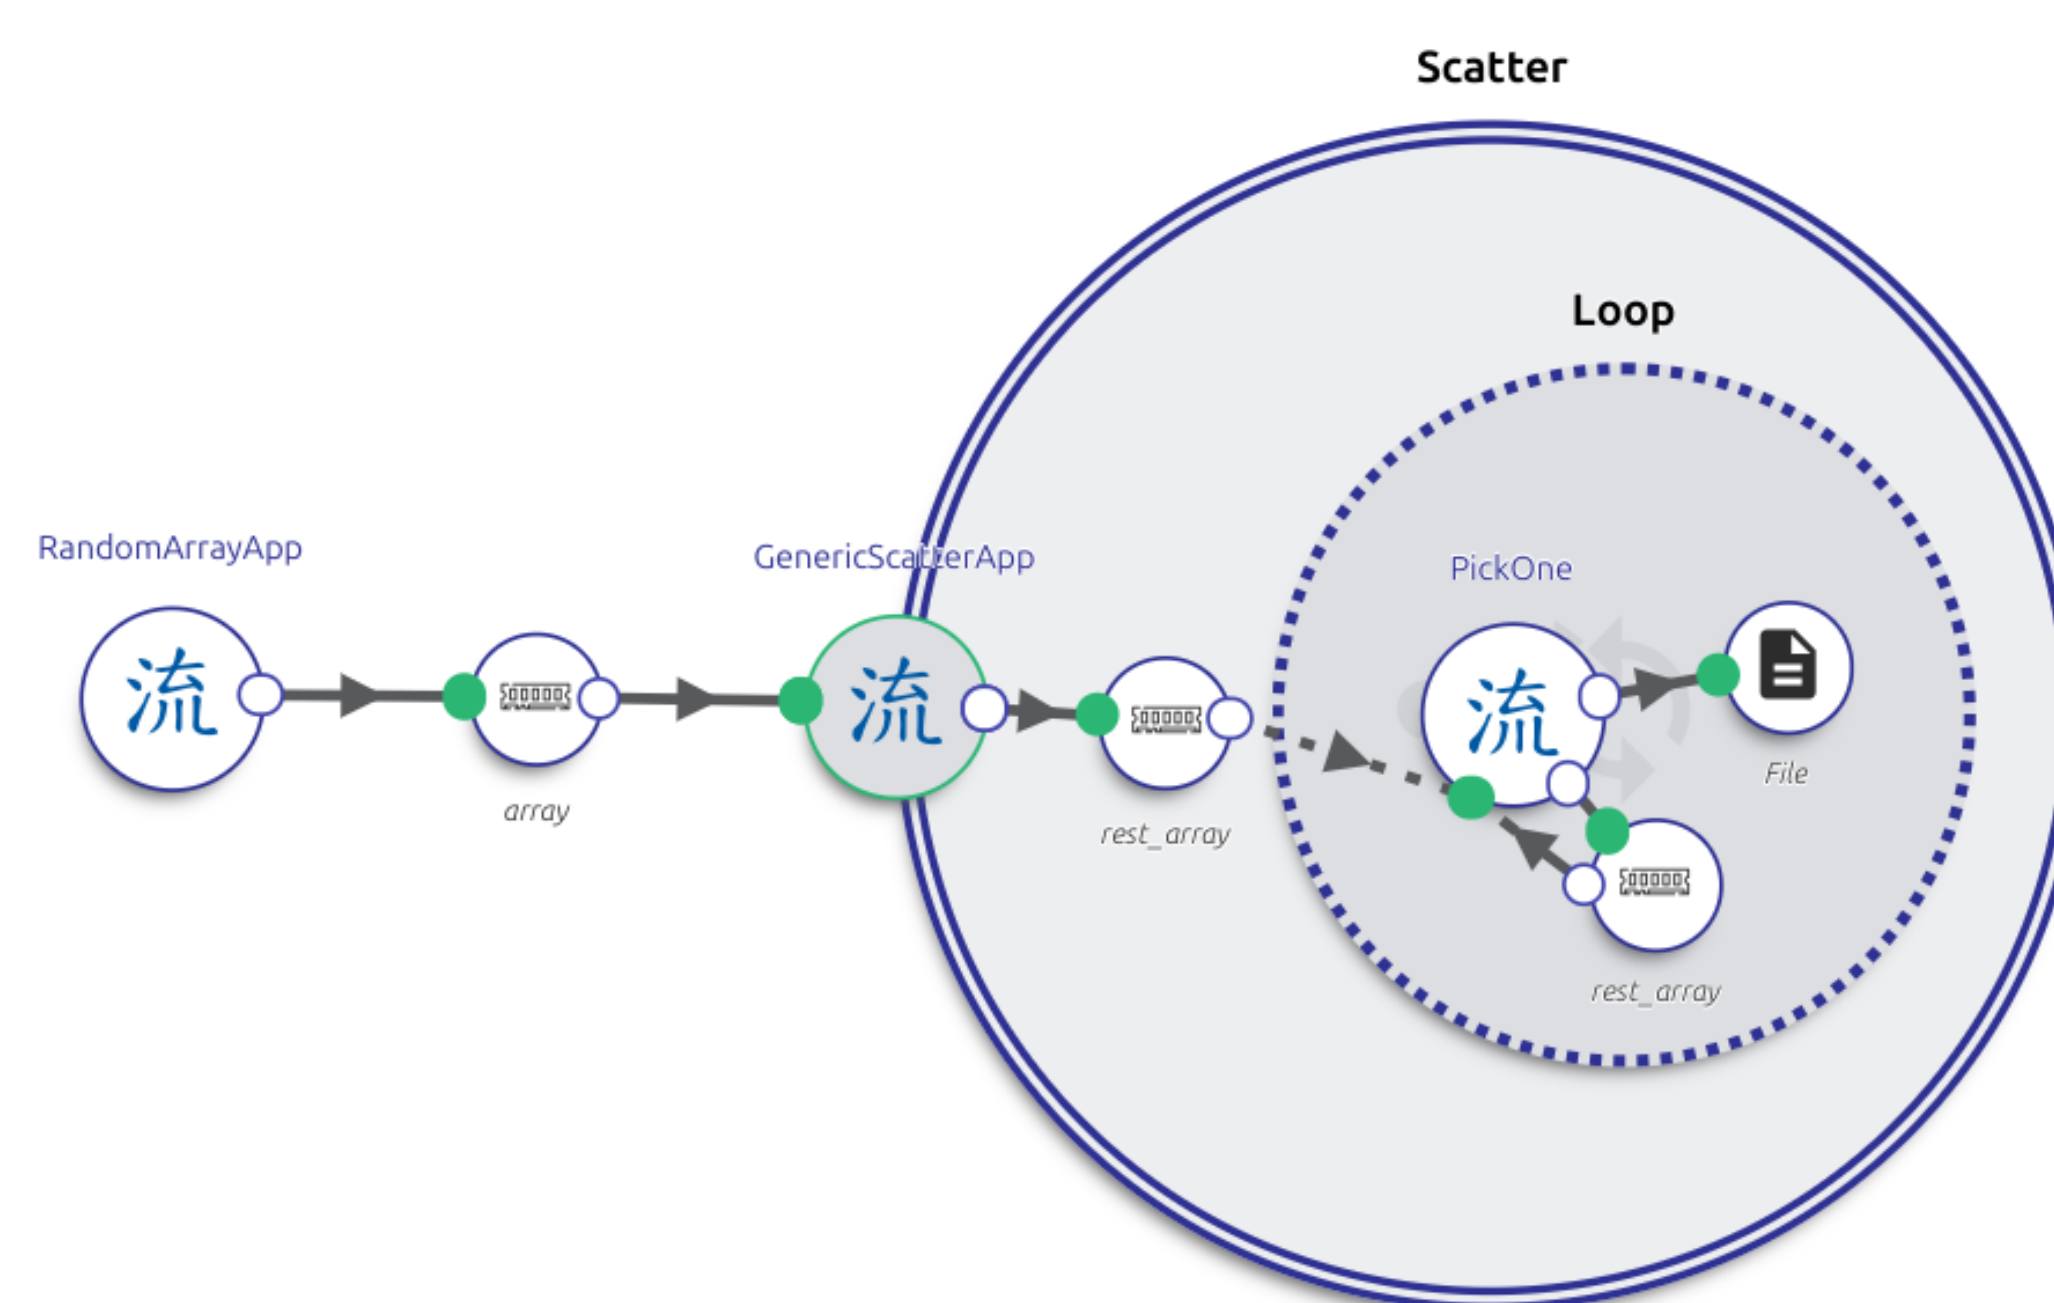 Scatter
Loop
RandomArrayApp
GenericScatterApp
PickOne
流
流
流
File
array
rest_array
rest_array